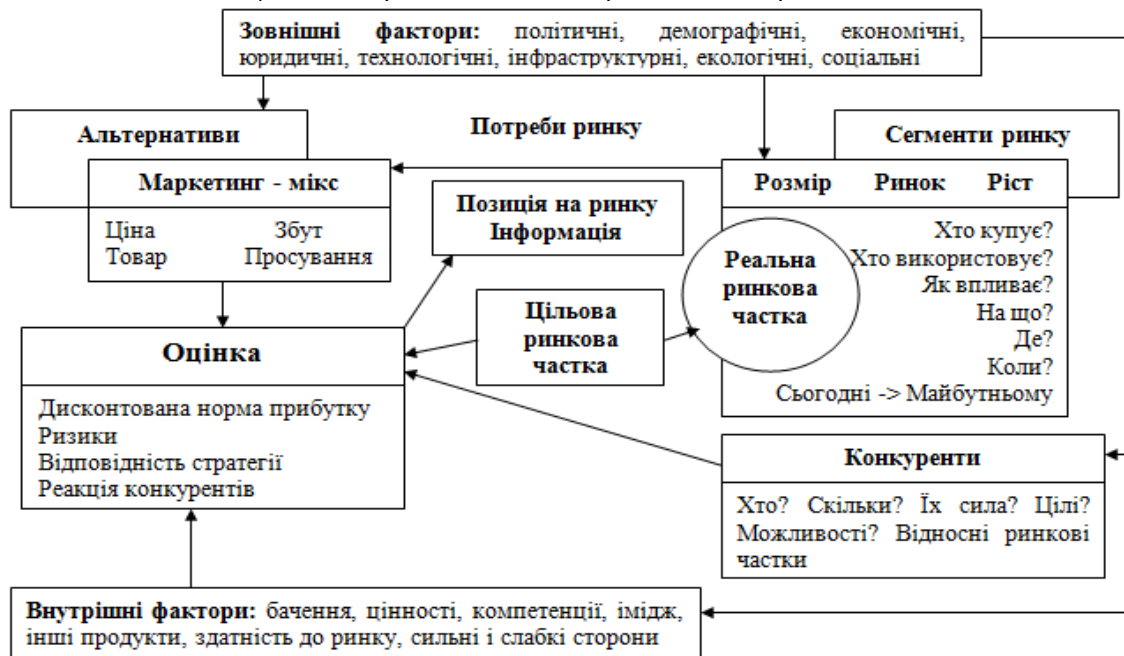 Зовнішні фактори: політичні, демографічні, економічні,
юридичні, технологічні, інфраструктурні, екологічні, соціальні
Альтернативи
Потреби ринку
Сегменти ринку
Маркетинг - мікс
Ціна Збут
Товар Просування
Позиція на ринку
Інформація
Розмір Ринок Ріст
Хто купує?
Хто використовує?
Як впливає?
На що?
Де?
Коли?
Сьогодні -> Майбутньому
Реальна
ринкова
частка
Цільова
ринкова
частка
Оцінка
Дисконтована норма прибутку
Ризики
Відповідність стратегії
Реакція конкурентів
Конкуренти
Хто? Скільки? Їх сила? Цілі?
Можливості? Відносні ринкові
частки
Внутрішні фактори: бачення, цінності, компетенції, імідж,
інші продукти, здатність до ринку, сильні і слабкі сторони